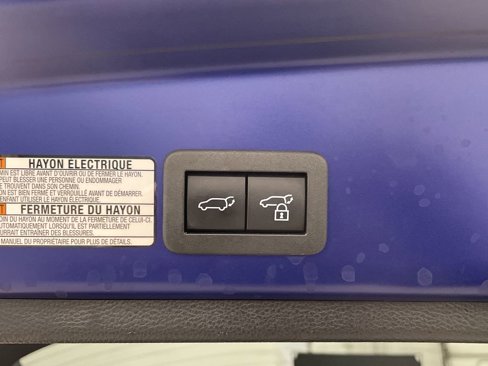 HAYON ÉLECTRIQUE
EST LIBRE AVANT D'OUVRIR OU DE FERMER LE HAYON.
PEUT BLESSER UNE PERSONNE OU ENDOMMAGER
TROUVENT DANS SON CHEMIN.
EST BIEN FERMÉ ET VERROUILLÉ AVANT DE DÉMARRER.
ENFANT UTILISER LE HAYON ÉLECTRIQUE.
FERMETURE DU HAYON
DU HAYON AU MOMENT DE LA FERMETURE DE CELUI-CI.
AUTOMATIQUEMENT LORSQU'IL EST PARTIELLEMENT
ENTRAÎNER DES BLESSURES.
MANUEL DU PROPRIÉTAIRE POUR PLUS DE DÉTAILS.